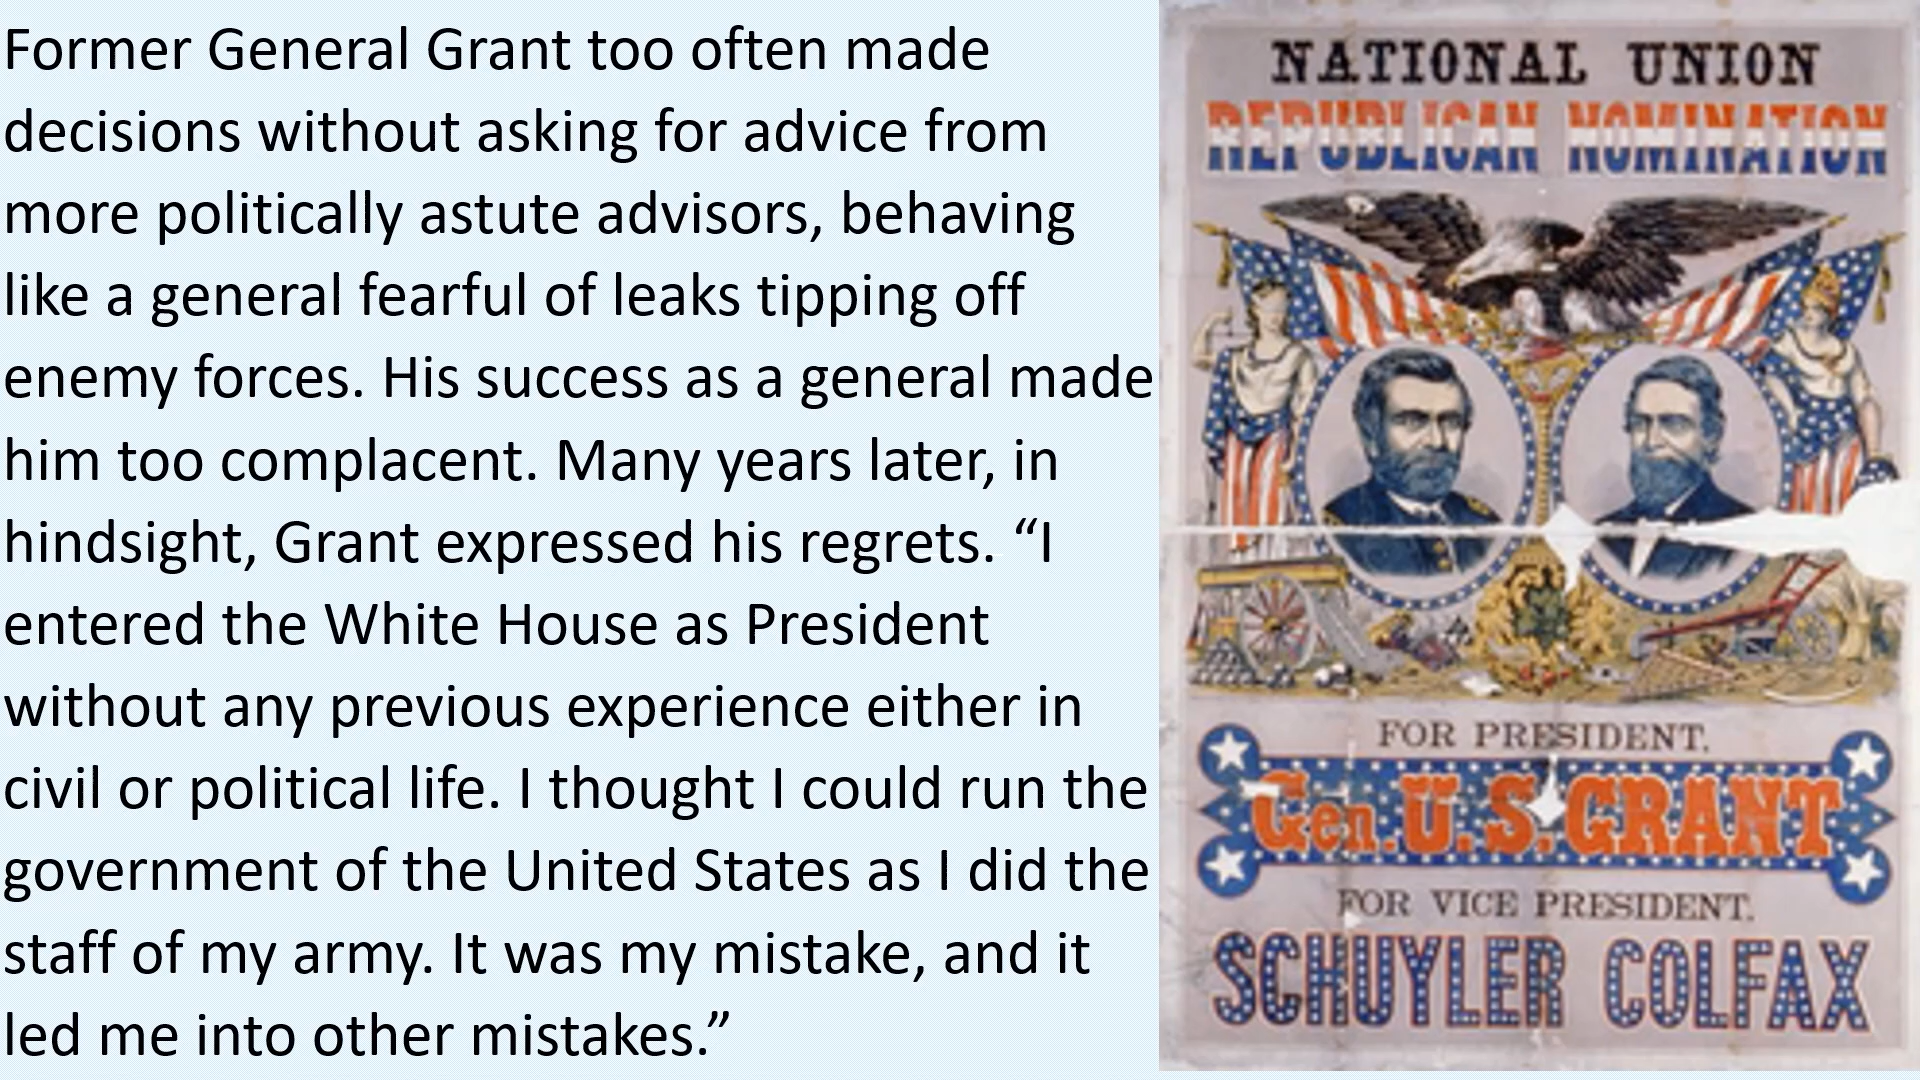 Former General Grant too often made
decisions without asking for advice from
more politically astute advisors, behaving
like a general fearful of leaks tipping off
enemy forces. His success as a general made
him too complacent. Many years later, in
hindsight, Grant expressed his regrets. “I
entered the White House as President
without any previous experience either in
civil or political life. I thought I could run the
government of the United States as I did the
staff of my army. It was my mistake, and it
led me into other mistakes.”
NATIONAL UNION
REPUBLICAN NOMINATION
FOR PRESIDENT.
Gen. U.S. GRANT
FOR VICE PRESIDENT.
SCHUYLER COLFAX